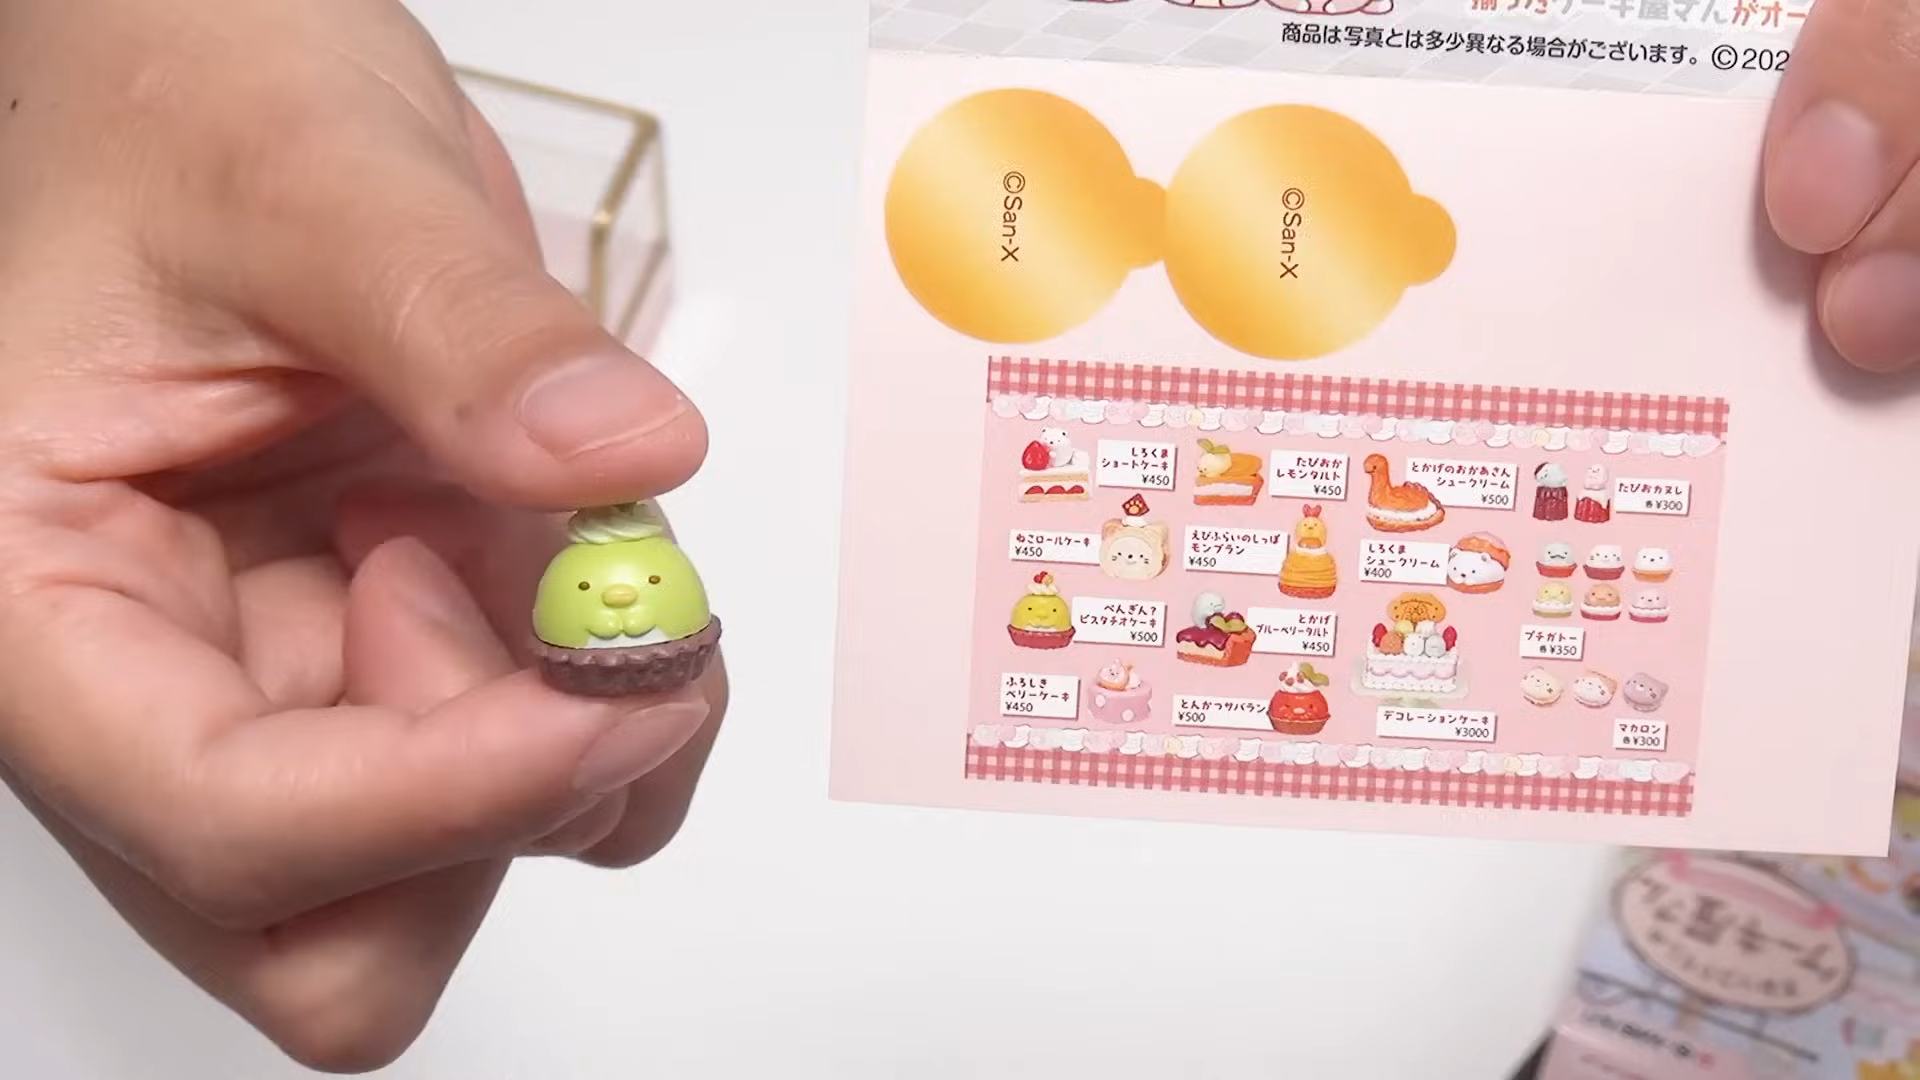 揃ったケーキ屋さんがオー
商品は写真とは多少異なる場合がございます。©202
©San-X
©San-X
しろくま
ショートケーキ
¥450
たぴおか
レモンタルト
¥450
とかげのおかあさん
シュークリーム
¥500
たぴおカヌレ
各¥300
ねこロールケーキ
¥450
えびふらいのしっぽ
モンブラン
¥450
しろくま
シュークリーム
¥400
ぺんぎん?
ピスタチオケーキ
¥500
とかげ
ブルーベリータルト
¥450
プチガトー
各¥350
ふろしき
ベリーケーキ
¥450
とんかつサバラン
¥500
デコレーションケーキ
¥3000
マカロン
各¥300
ケーキ屋さん